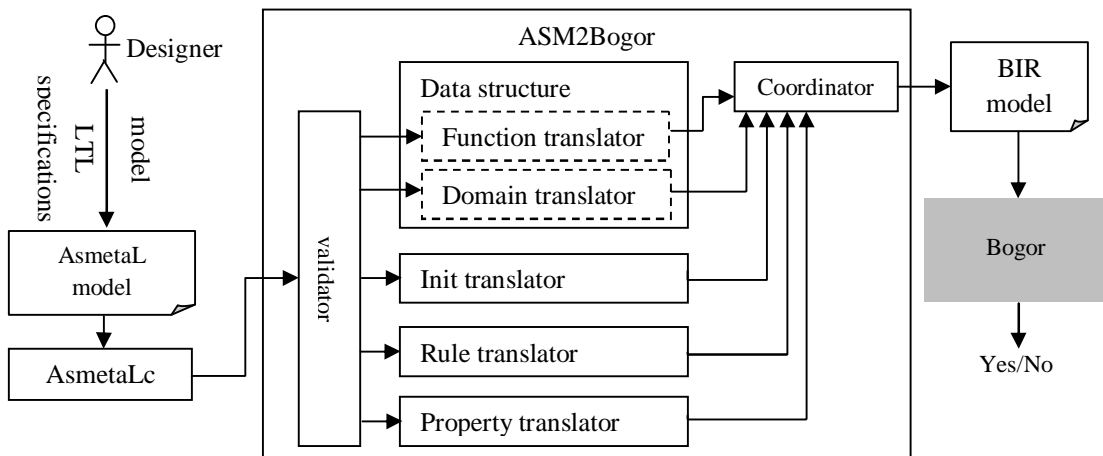 Designer
model
LTL
specifications
AsmetaL
model
AsmetaLc
ASM2Bogor
validator
Data structure
Function translator
Domain translator
Init translator
Rule translator
Property translator
Coordinator
BIR
model
Bogor
Yes/No